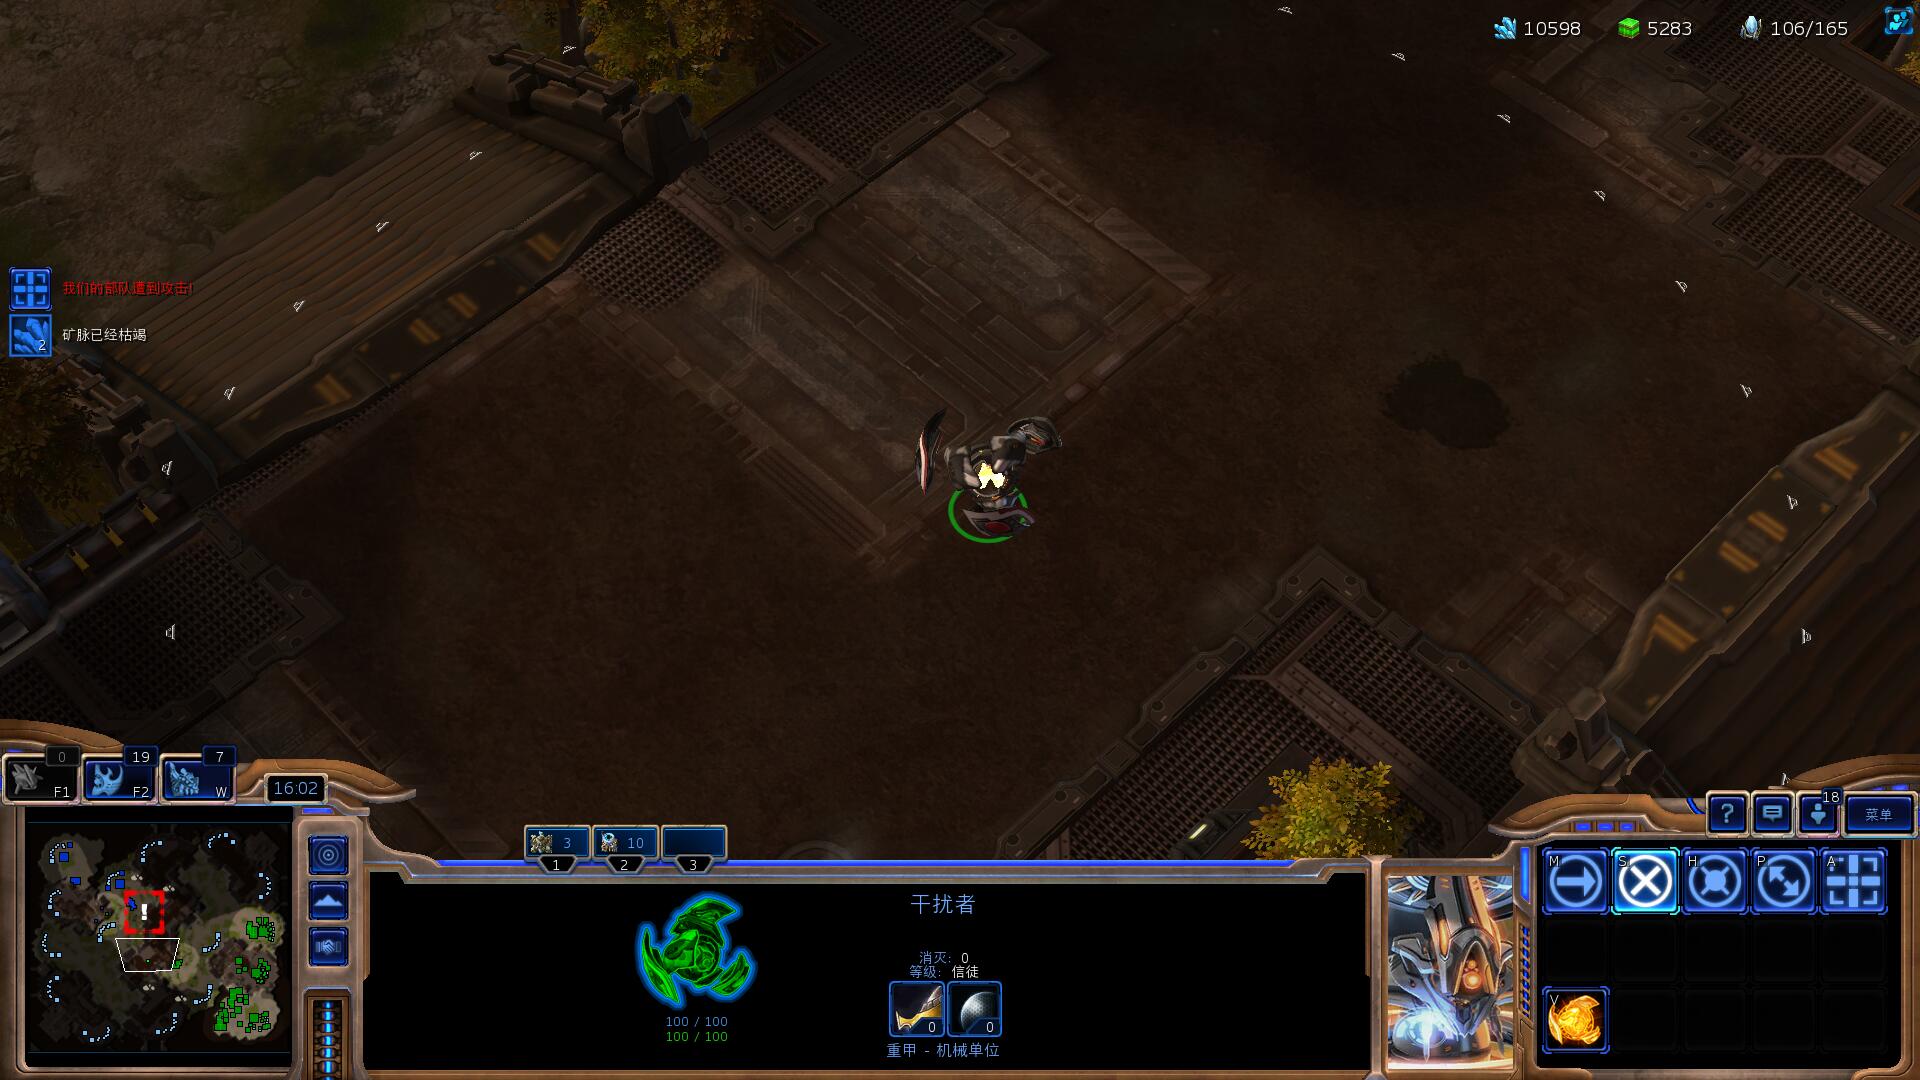 10598 5283 106/165
我们的部队遭到攻击!
2 矿脉已经枯竭
0 19 7
F1 F2 W
16:02
18
? 菜单
3 10
1 2 3
干扰者
消灭: 0
等级: 信徒
0 0
重甲 - 机械单位
100 / 100
100 / 100
!
M S H P A
V